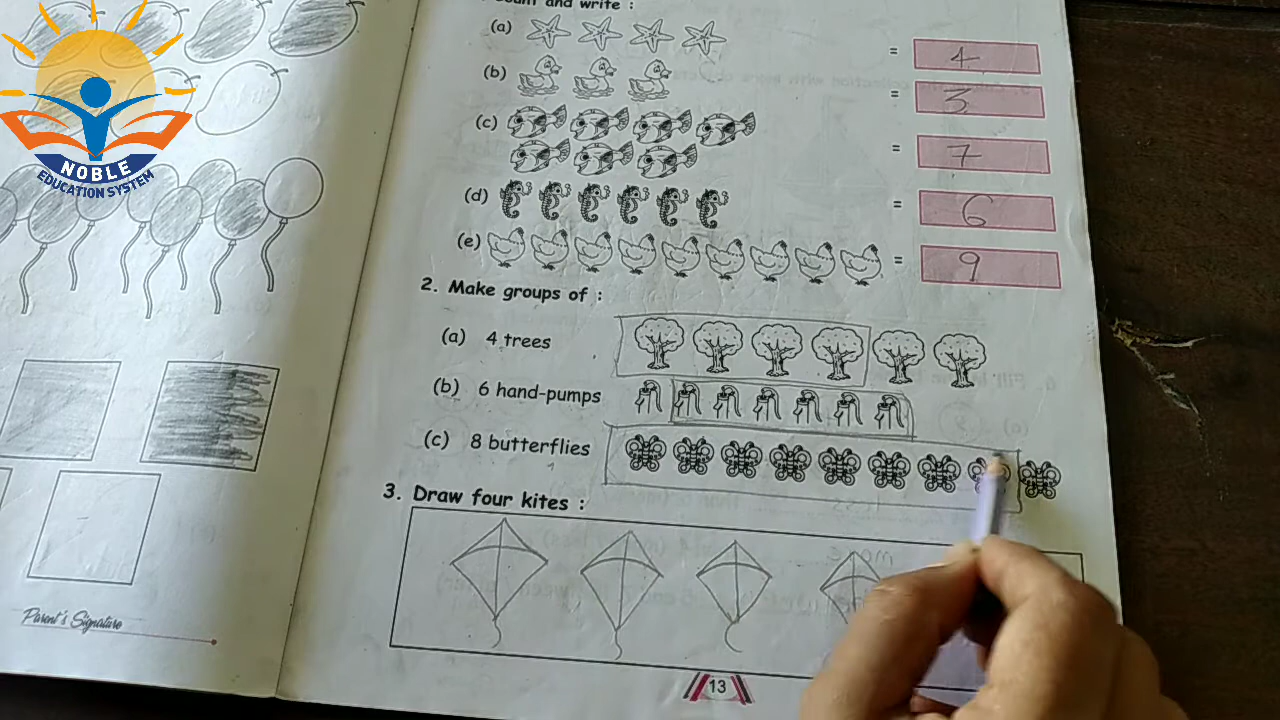 NOBLE
EDUCATION SYSTEM
Parent's Signature
and write :
(a) = 4
(b) = 3
(c) = 7
(d) = 6
(e) = 9
2. Make groups of :
(a) 4 trees
(b) 6 hand-pumps
(c) 8 butterflies
3. Draw four kites :
13